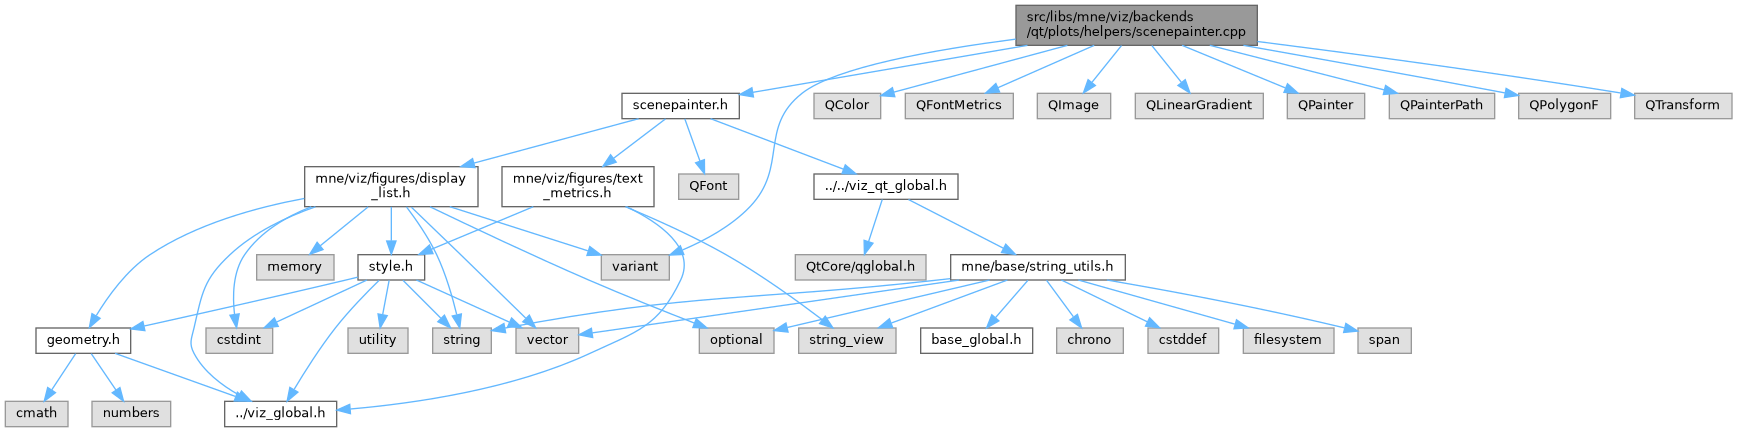 src/libs/mne/viz/backends
/qt/plots/helpers/scenepainter.cpp
scenepainter.h
QColor
QFontMetrics
QImage
QLinearGradient
QPainter
QPainterPath
QPolygonF
QTransform
mne/viz/figures/display
_list.h
mne/viz/figures/text
_metrics.h
QFont
../../viz_qt_global.h
memory
style.h
variant
QtCore/qglobal.h
mne/base/string_utils.h
geometry.h
cstdint
utility
string
vector
optional
string_view
base_global.h
chrono
cstddef
filesystem
span
cmath
numbers
../viz_global.h